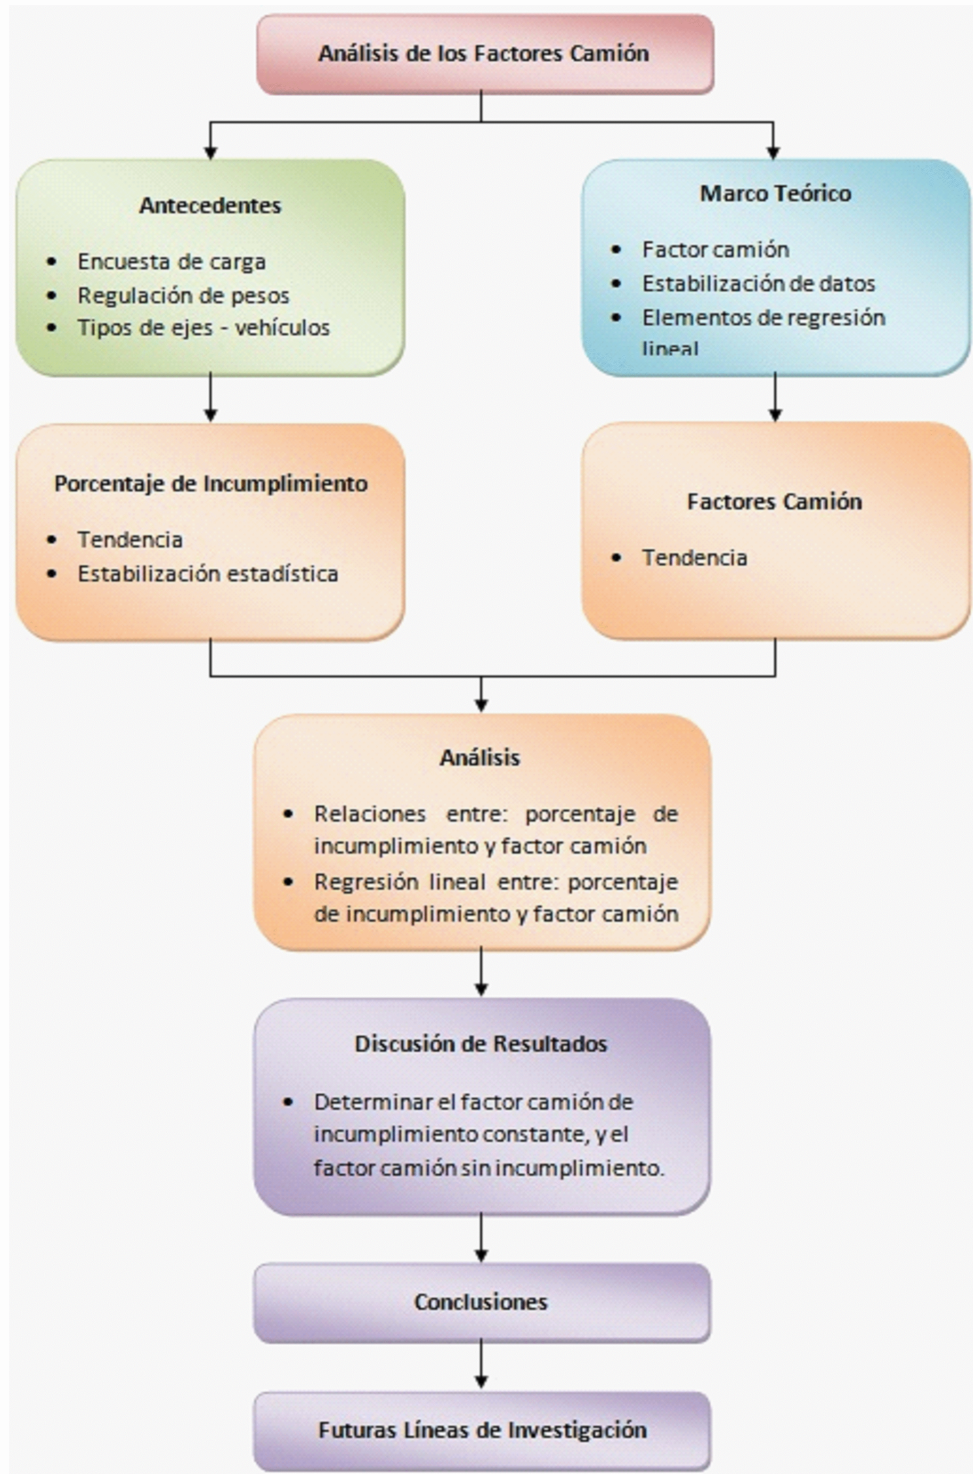 Análisis de los Factores Camión
Antecedentes
• Encuesta de carga
• Regulación de pesos
• Tipos de ejes - vehículos
Marco Teórico
• Factor camión
• Estabilización de datos
• Elementos de regresión
lineal
Porcentaje de Incumplimiento
• Tendencia
• Estabilización estadística
Factores Camión
• Tendencia
Análisis
• Relaciones entre: porcentaje de
incumplimiento y factor camión
• Regresión lineal entre: porcentaje
de incumplimiento y factor camión
Discusión de Resultados
• Determinar el factor camión de
incumplimiento constante, y el
factor camión sin incumplimiento.
Conclusiones
Futuras Líneas de Investigación